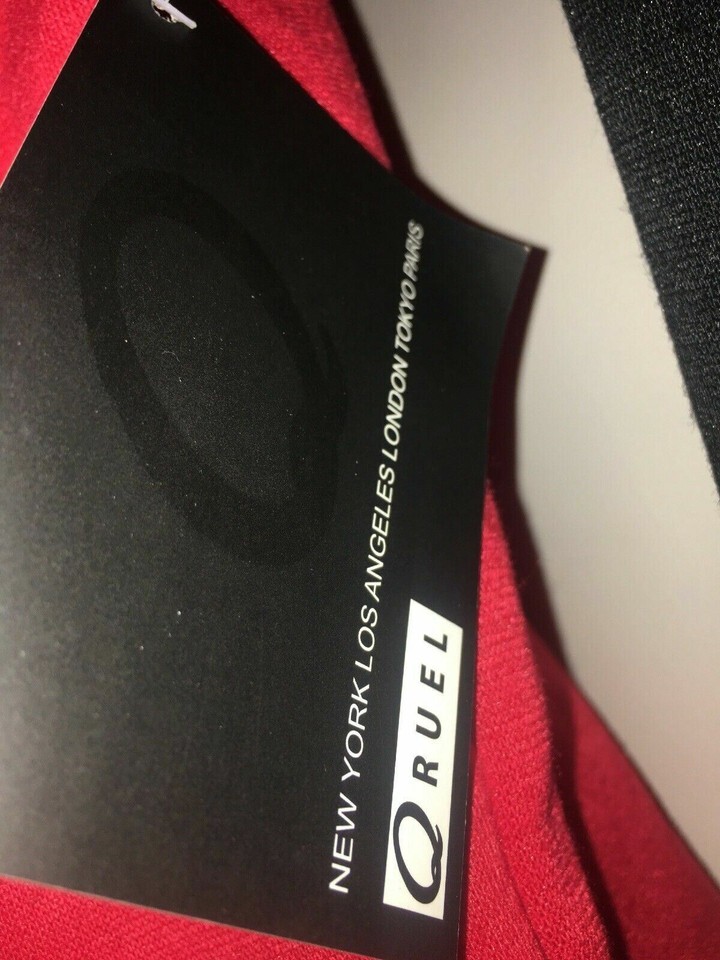 NEW YORK LOS ANGELES LONDON TOKYO PARIS
Q RUEL